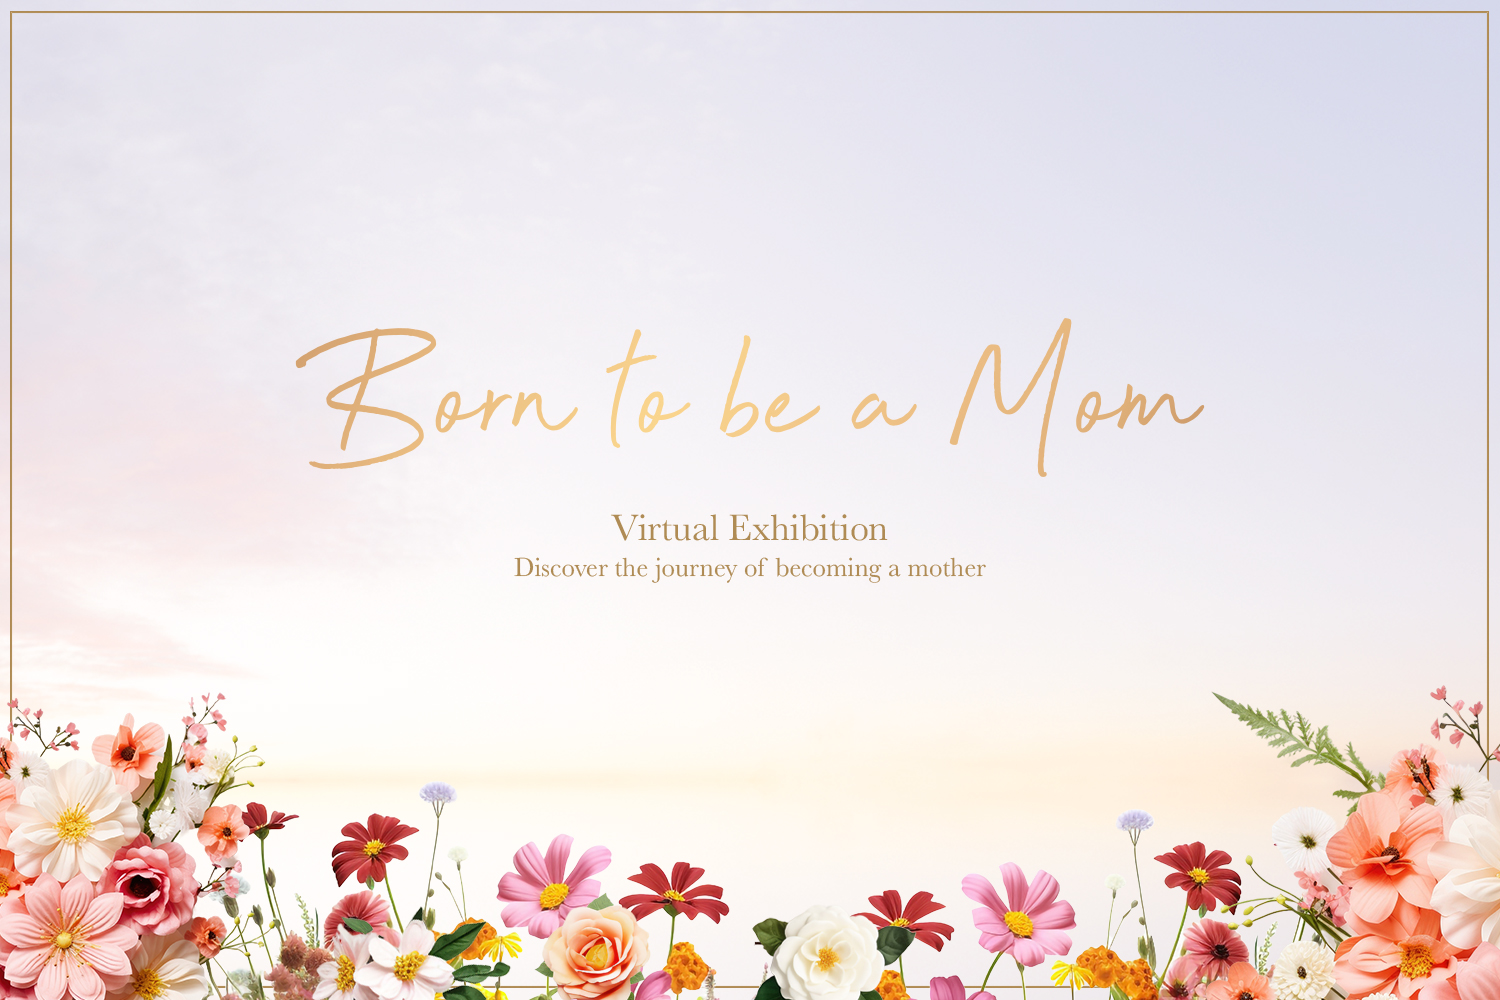 Born to be a Mom
Virtual Exhibition
Discover the journey of becoming a mother